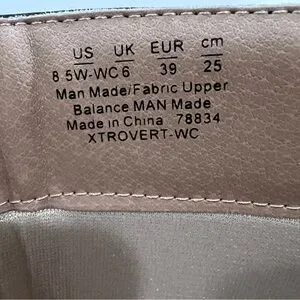 US UK EUR cm
8.5W-WC 6 39 25
Man Made/Fabric Upper
Balance MAN Made
Made in China 78834
XTROVERT-WC